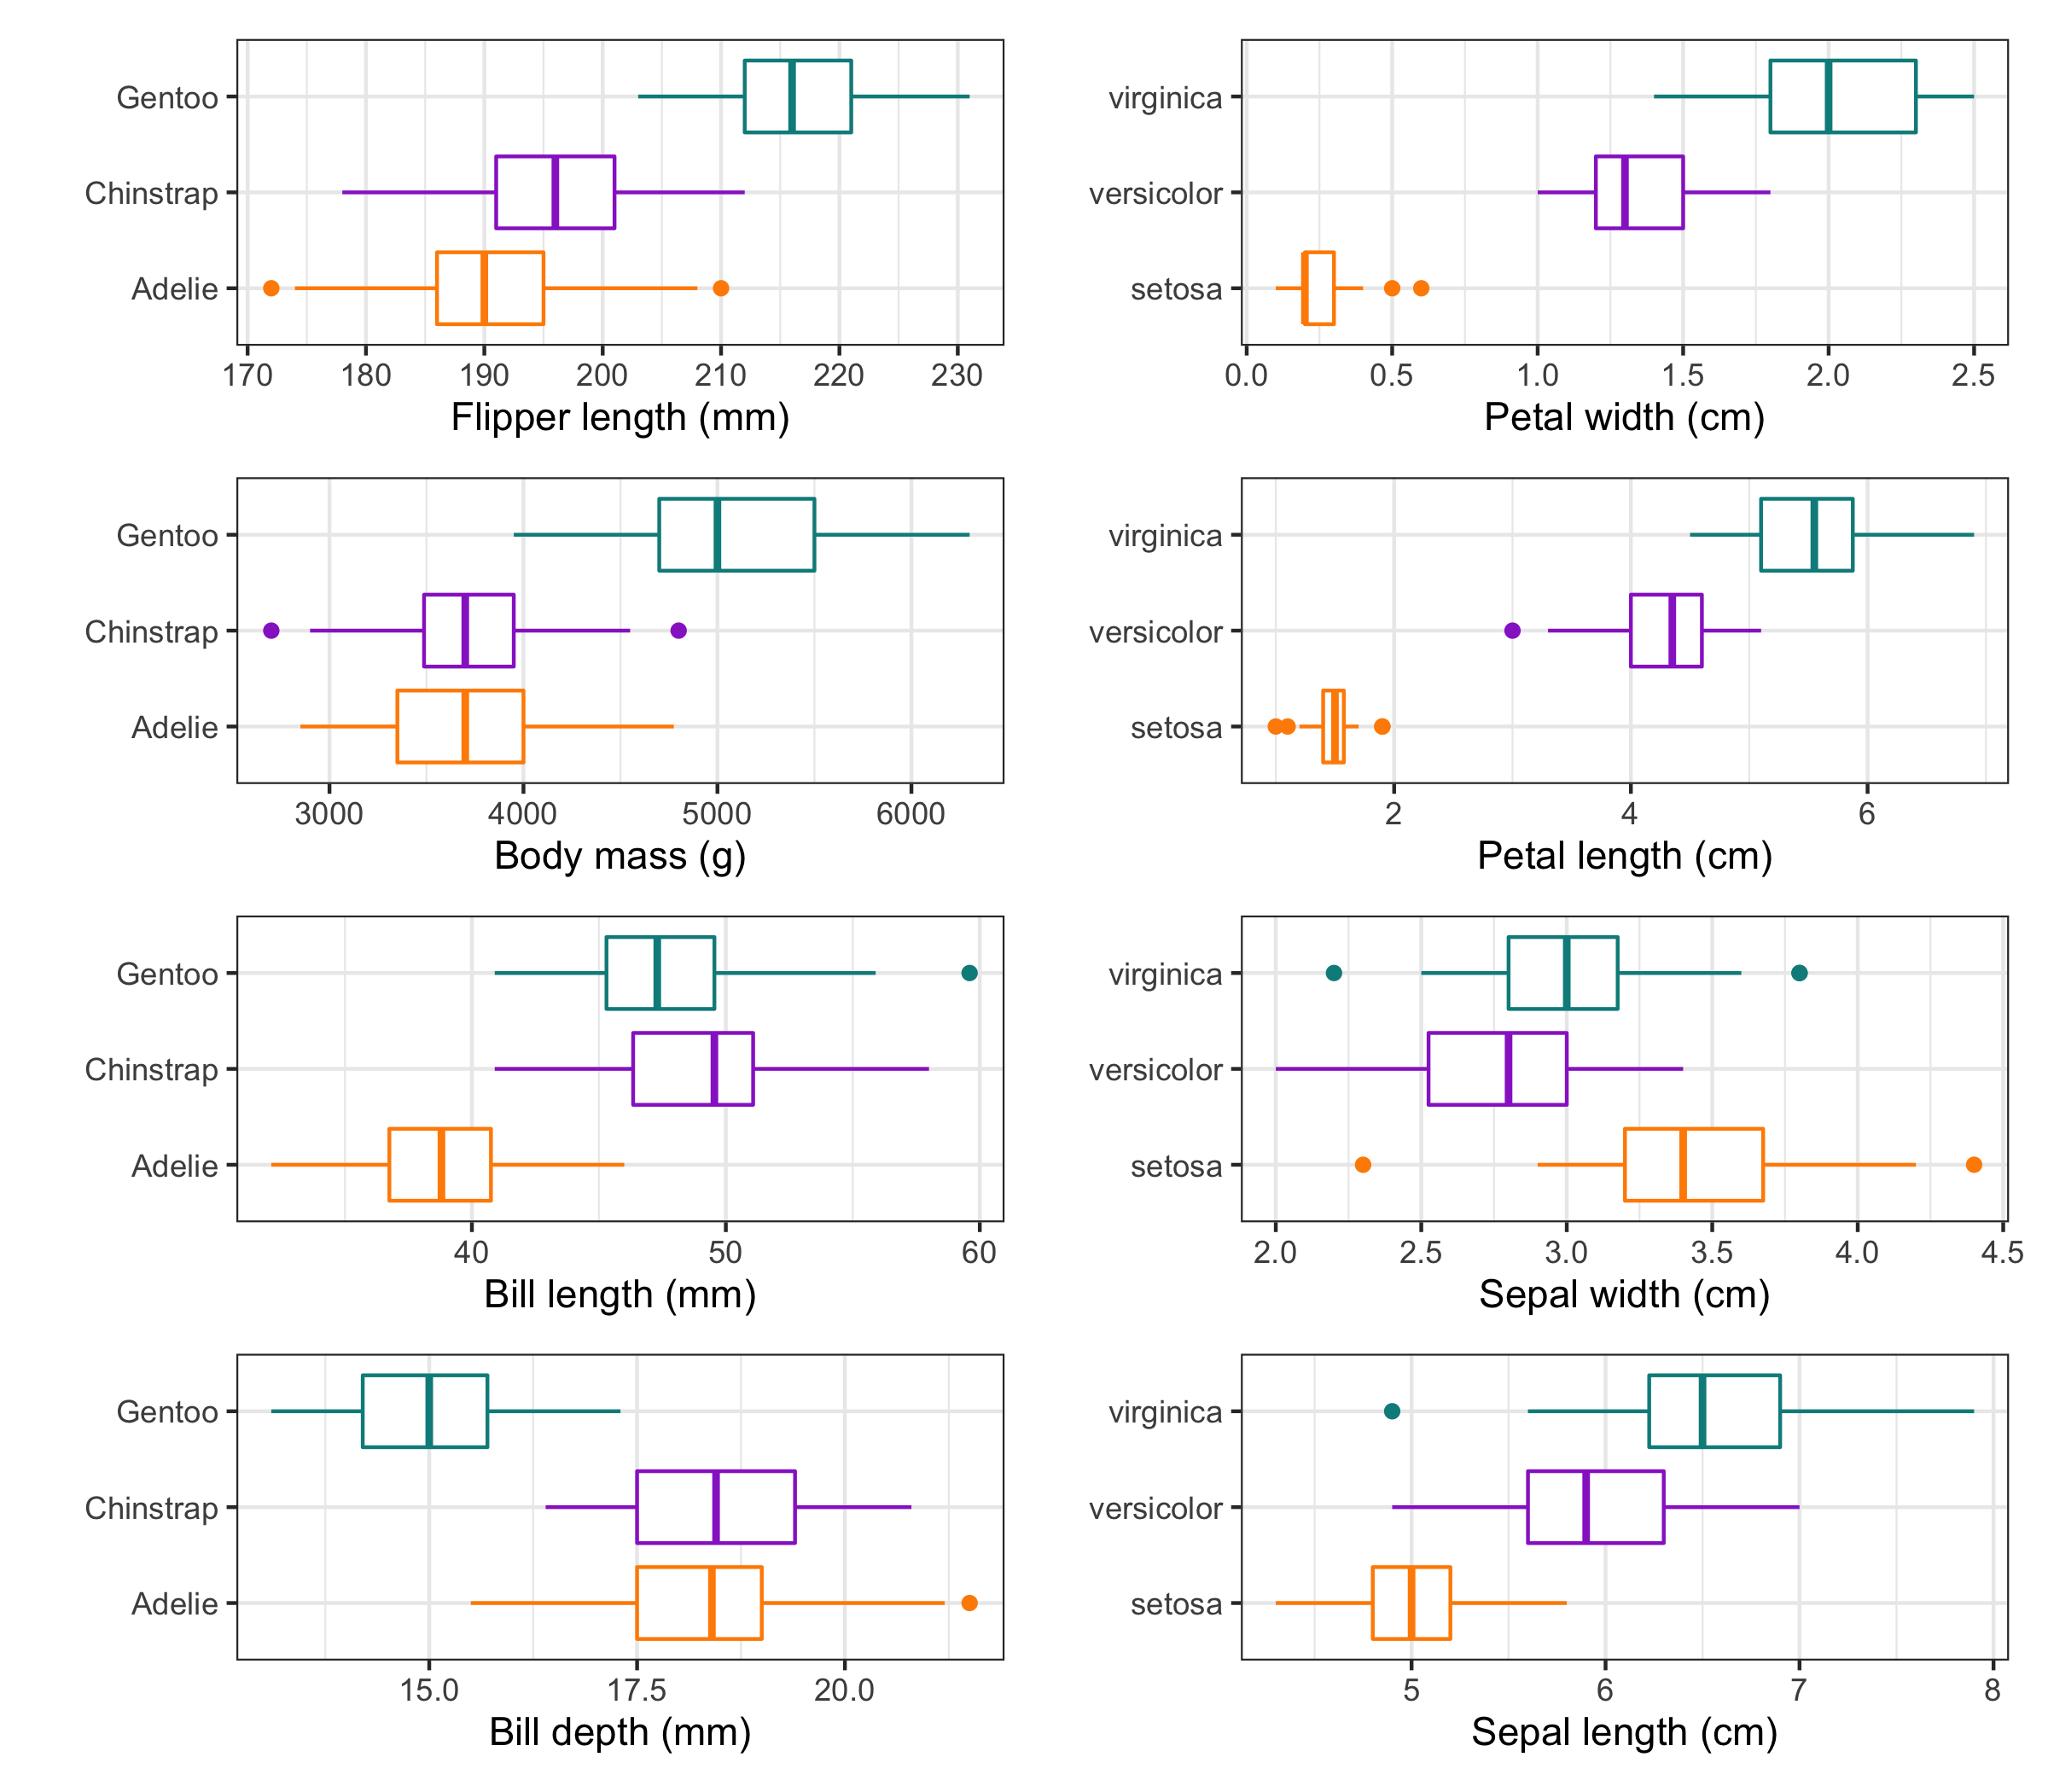 Gentoo
Chinstrap
Adelie
170 180 190 200 210 220 230
Flipper length (mm)
virginica
versicolor
setosa
0.0 0.5 1.0 1.5 2.0 2.5
Petal width (cm)
Gentoo
Chinstrap
Adelie
3000 4000 5000 6000
Body mass (g)
virginica
versicolor
setosa
2 4 6
Petal length (cm)
Gentoo
Chinstrap
Adelie
40 50 60
Bill length (mm)
virginica
versicolor
setosa
2.0 2.5 3.0 3.5 4.0 4.5
Sepal width (cm)
Gentoo
Chinstrap
Adelie
15.0 17.5 20.0
Bill depth (mm)
virginica
versicolor
setosa
5 6 7 8
Sepal length (cm)